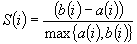 S(i) = (b(i) − a(i)) / max{a(i), b(i)}